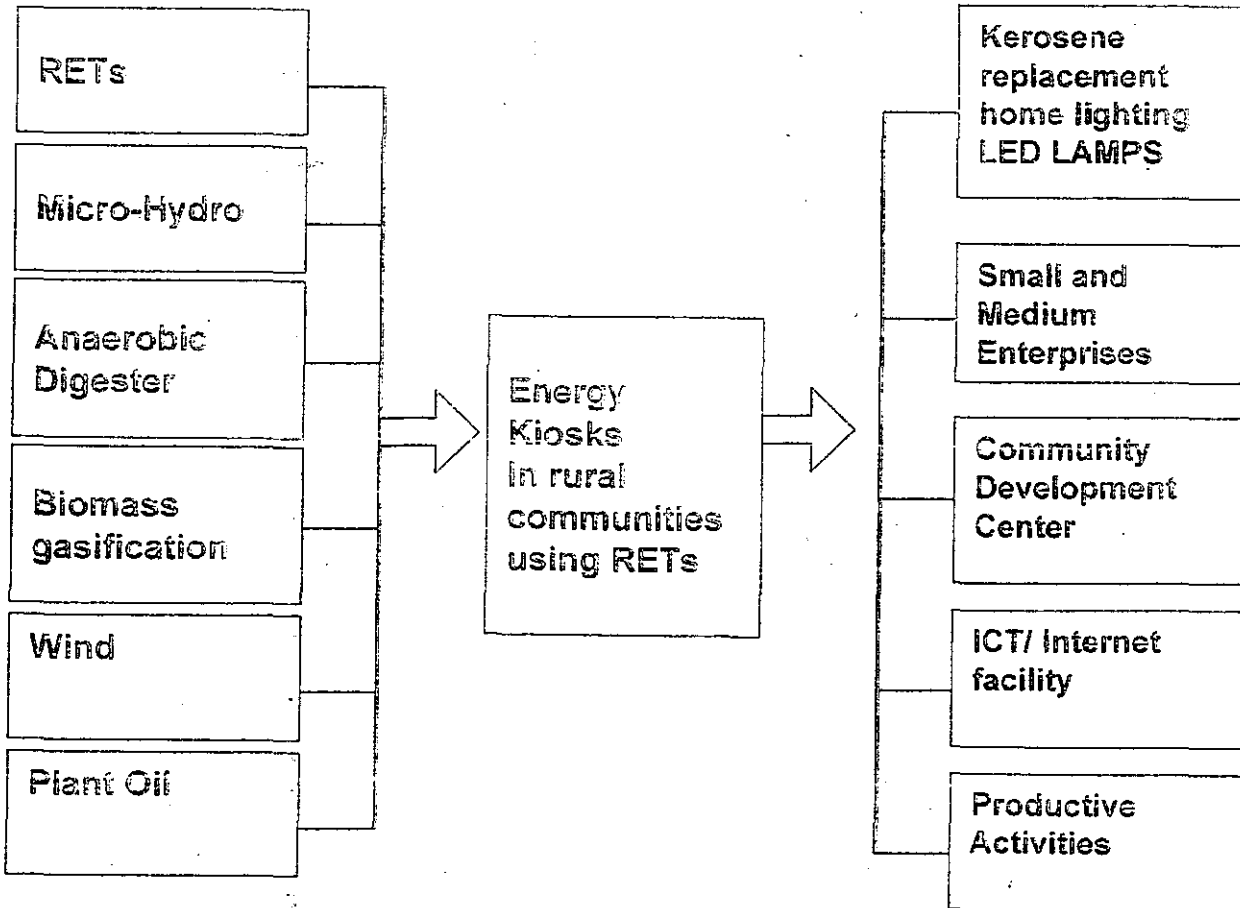 RETs
Micro-Hydro
Anaerobic
Digester
Biomass
gasification
Wind
Plant Oil
Energy
Kiosks
in rural
communities
using RETs
Kerosene
replacement
home lighting
LED LAMPS
Small and
Medium
Enterprises
Community
Development
Center
ICT/ Internet
facility
Productive
Activities